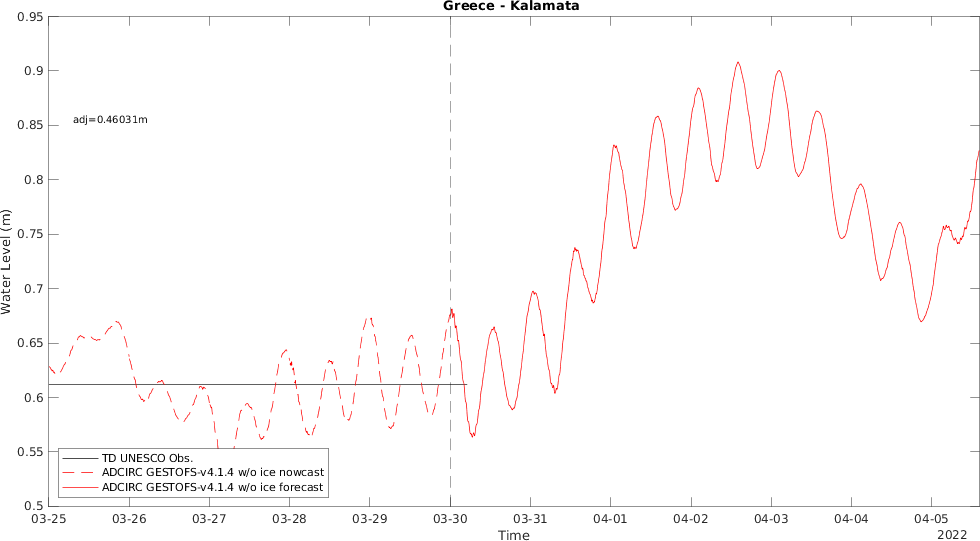 Greece - Kalamata
0.95
0.9
0.85
0.8
0.75
0.7
0.65
0.6
0.55
0.5
Water Level (m)
adj=0.46031m
TD UNESCO Obs.
ADCIRC GESTOFS-v4.1.4 w/o ice nowcast
ADCIRC GESTOFS-v4.1.4 w/o ice forecast
03-25 03-26 03-27 03-28 03-29 03-30 03-31 04-01 04-02 04-03 04-04 04-05
Time
2022